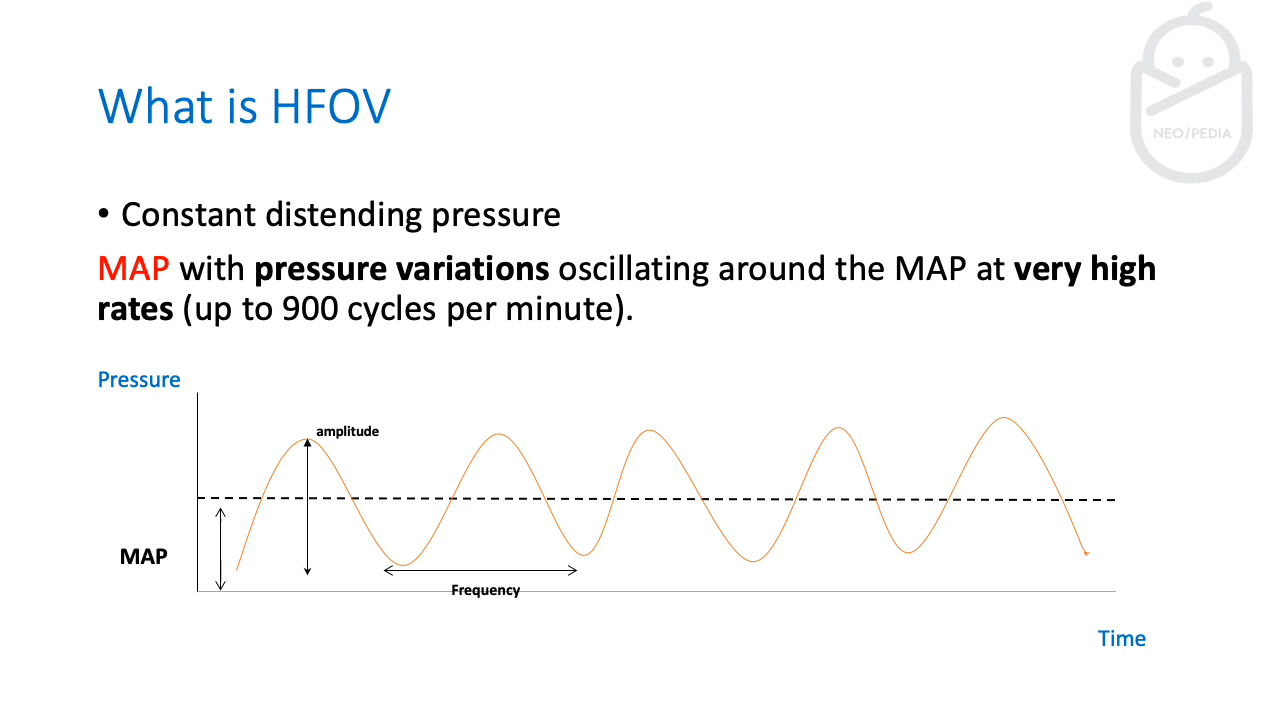 NEO/PEDIA
What is HFOV
• Constant distending pressure
MAP with pressure variations oscillating around the MAP at very high
rates (up to 900 cycles per minute).
Pressure
amplitude
MAP
Frequency
Time